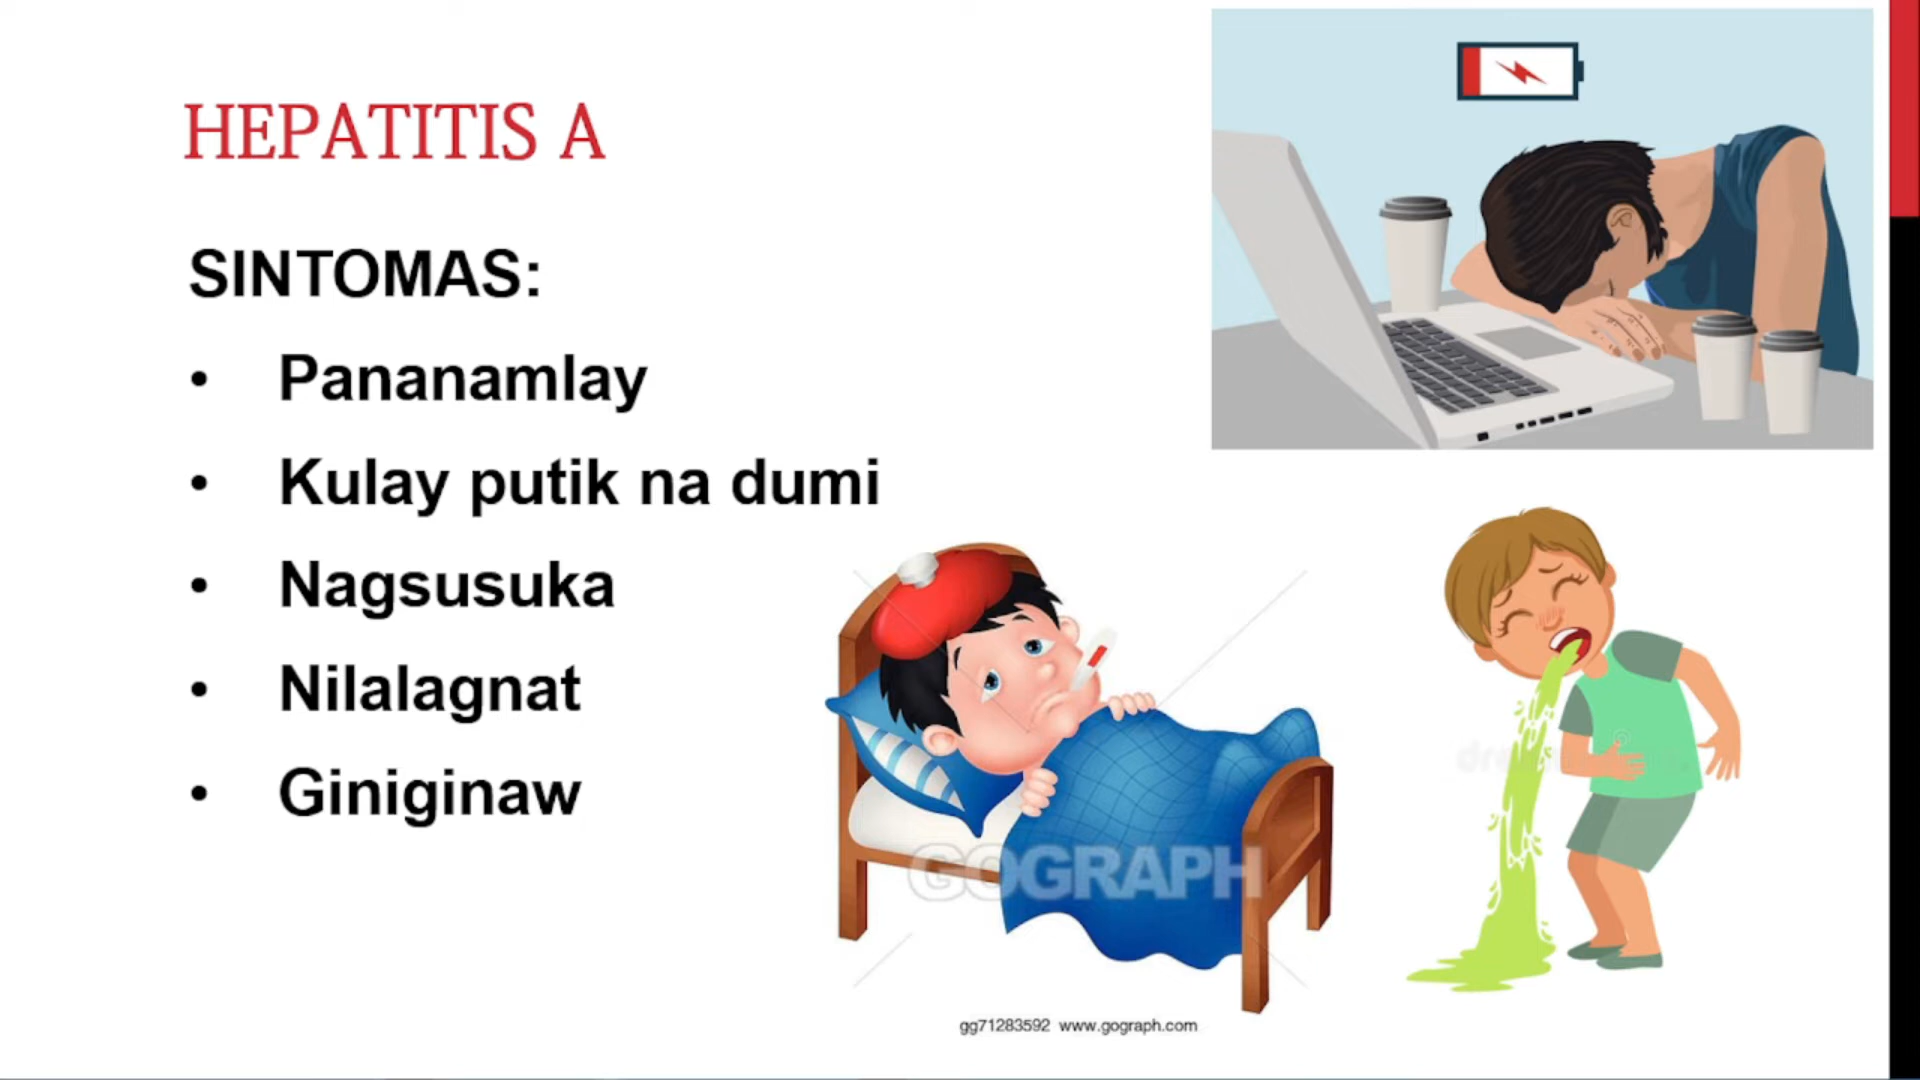 HEPATITIS A
SINTOMAS:
• Pananamlay
• Kulay putik na dumi
• Nagsusuka
• Nilalagnat
• Giniginaw
GOGRAPH
gg71283592 www.gograph.com